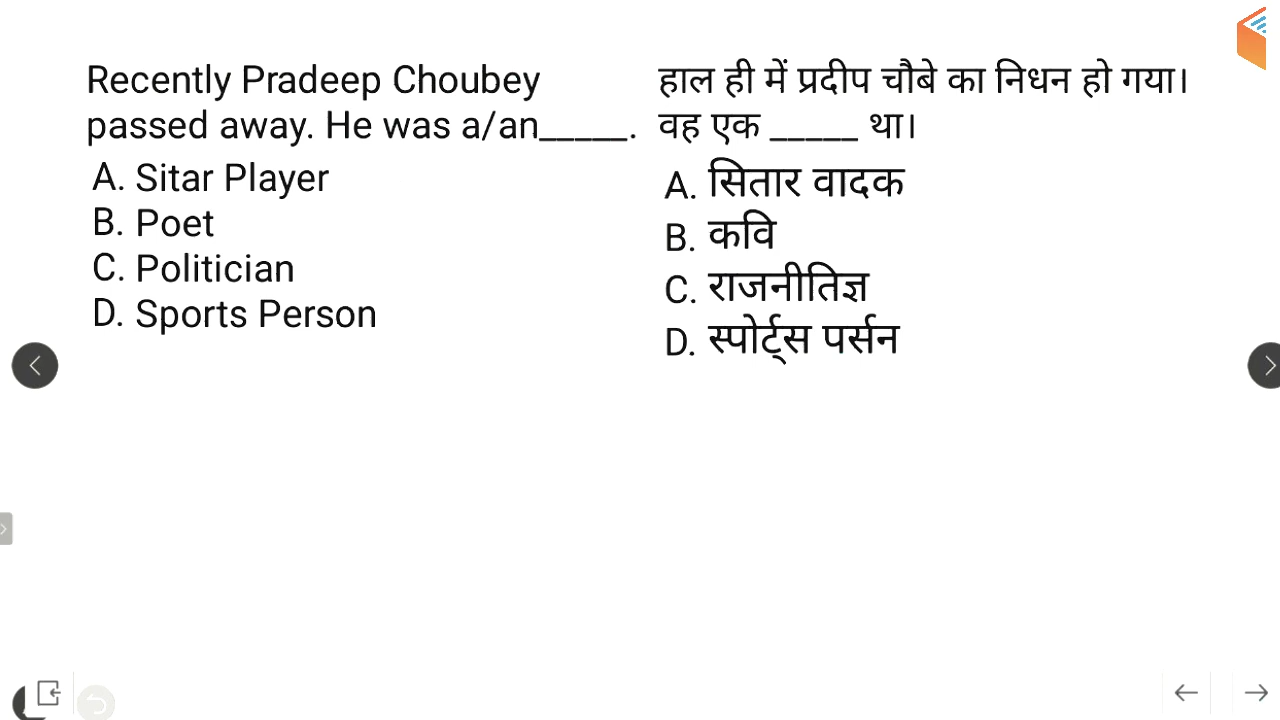 Recently Pradeep Choubey
passed away. He was a/an_____.
A. Sitar Player
B. Poet
C. Politician
D. Sports Person
हाल ही में प्रदीप चौबे का निधन हो गया।
वह एक _____ था।
A. सितार वादक
B. कवि
C. राजनीतिज्ञ
D. स्पोर्ट्स पर्सन